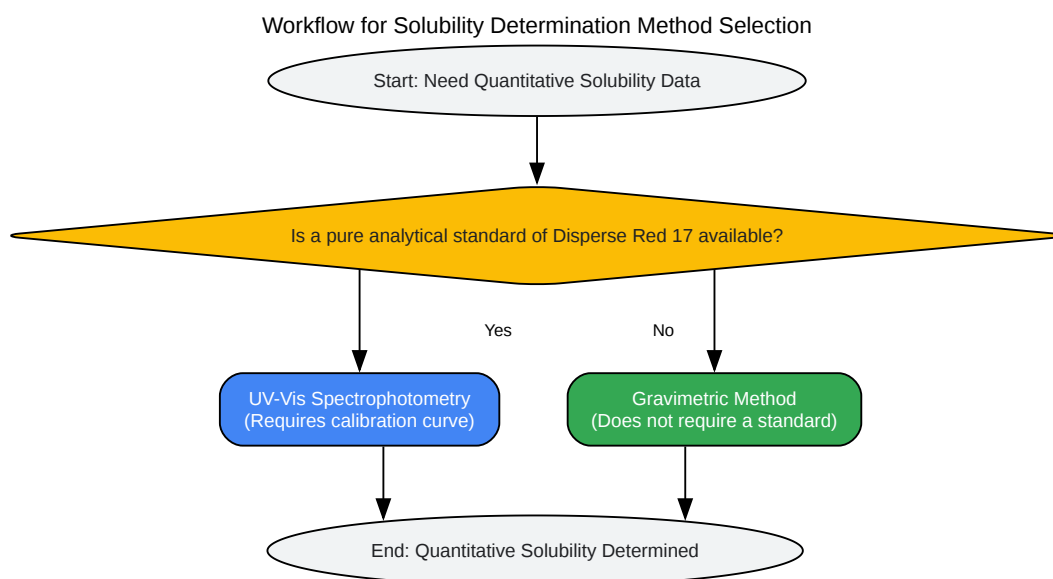 Workflow for Solubility Determination Method Selection
Start: Need Quantitative Solubility Data
Is a pure analytical standard of Disperse Red 17 available?
Yes
No
UV-Vis Spectrophotometry
(Requires calibration curve)
Gravimetric Method
(Does not require a standard)
End: Quantitative Solubility Determined